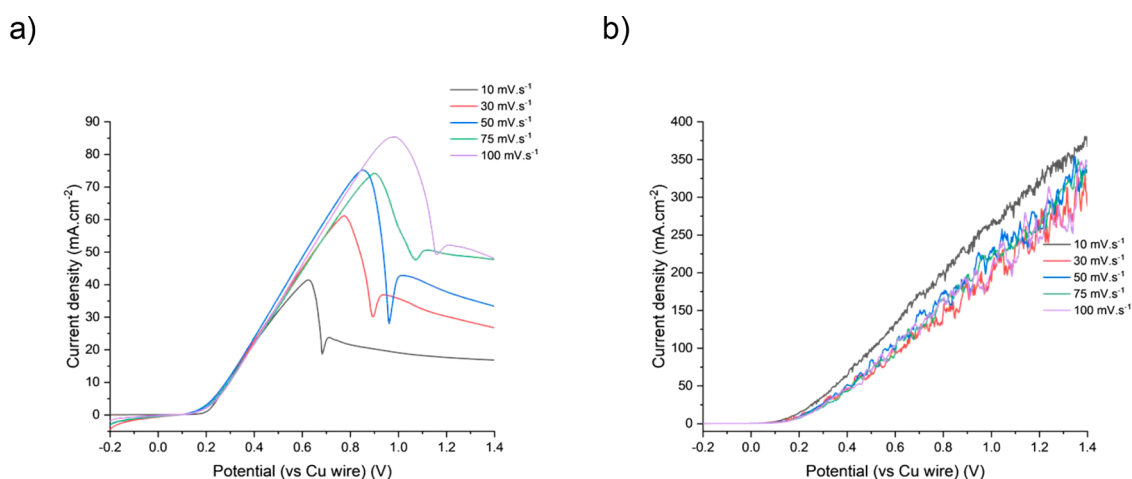 a)
10 mV.s⁻¹
30 mV.s⁻¹
50 mV.s⁻¹
75 mV.s⁻¹
100 mV.s⁻¹
90
80
70
60
50
40
30
20
10
0
Current density (mA.cm⁻²)
-0.2 0.0 0.2 0.4 0.6 0.8 1.0 1.2 1.4
Potential (vs Cu wire) (V)
b)
400
350
300
250
200
150
100
50
0
Current density (mA.cm⁻²)
10 mV.s⁻¹
30 mV.s⁻¹
50 mV.s⁻¹
75 mV.s⁻¹
100 mV.s⁻¹
-0.2 0.0 0.2 0.4 0.6 0.8 1.0 1.2 1.4
Potential (vs Cu wire) (V)